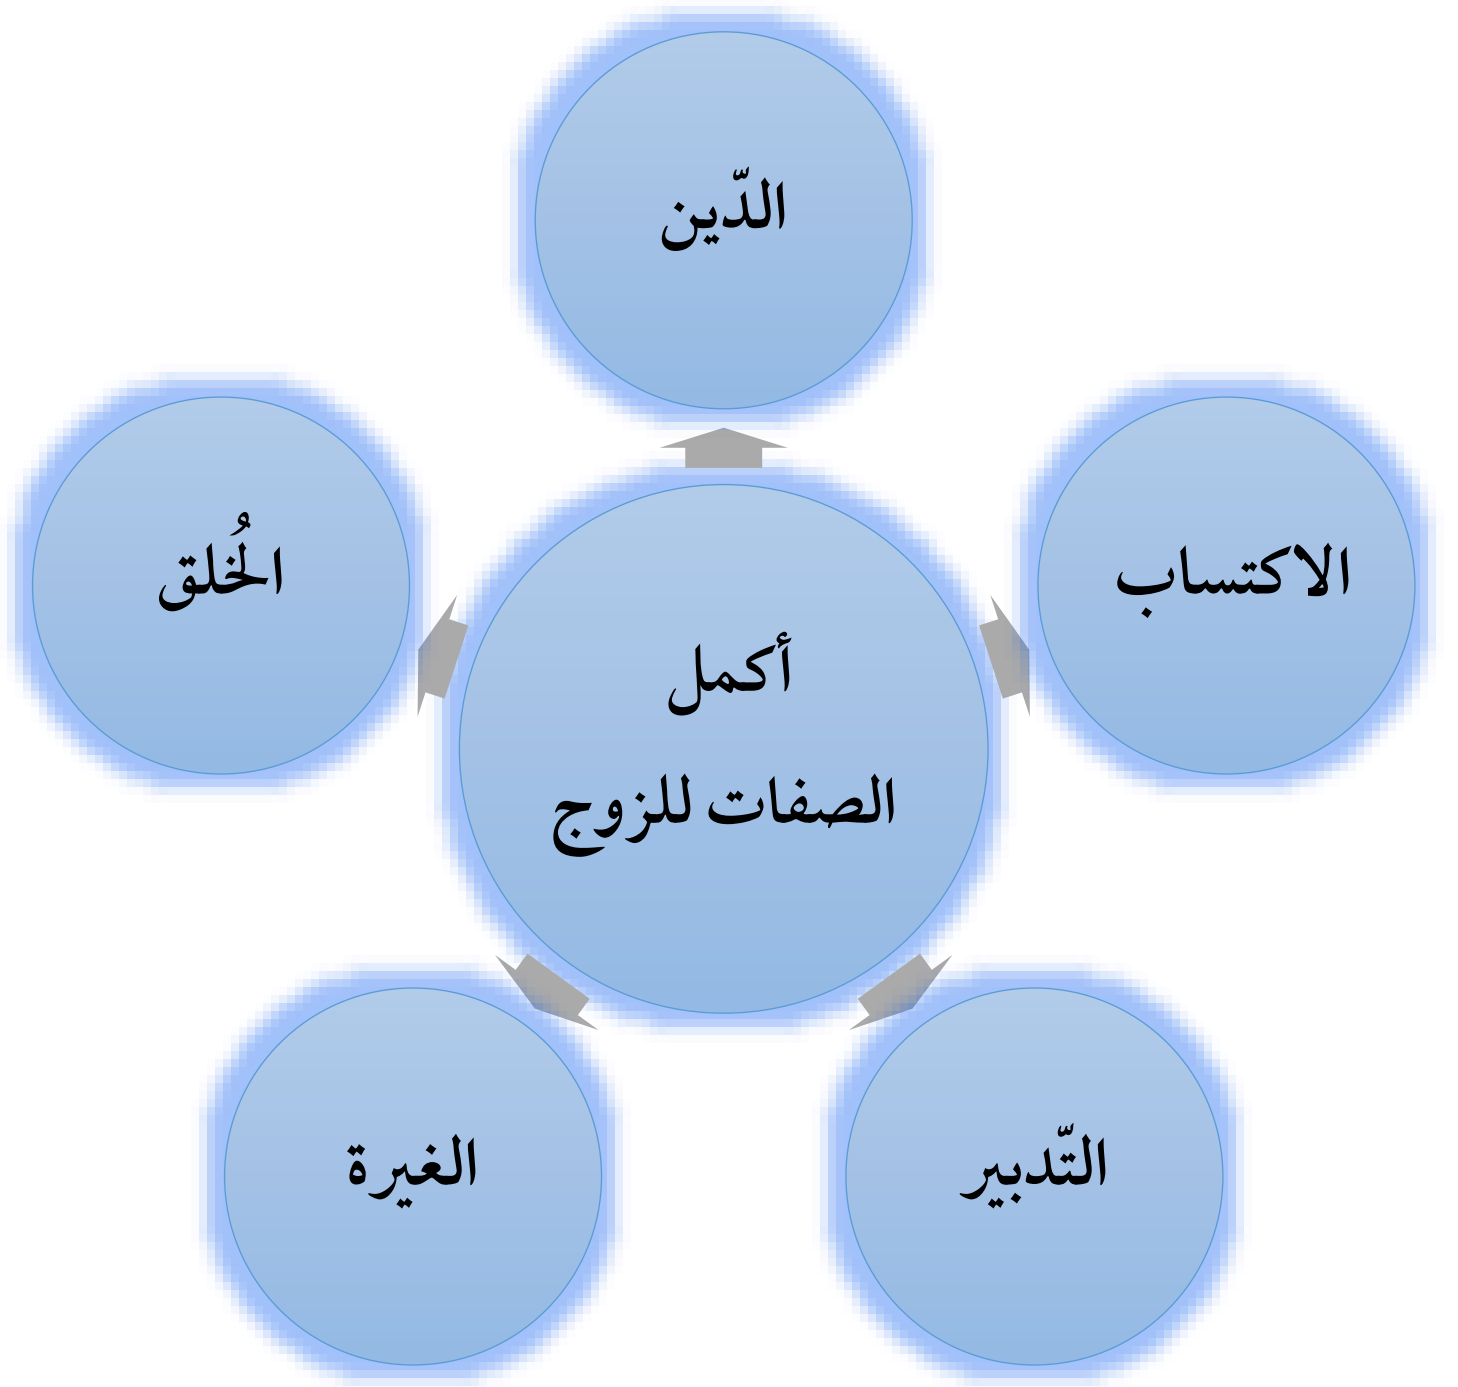 الدّين
الاكتساب
الخُلق
أكمل
الصفات للزوج
التّدبير
الغيرة